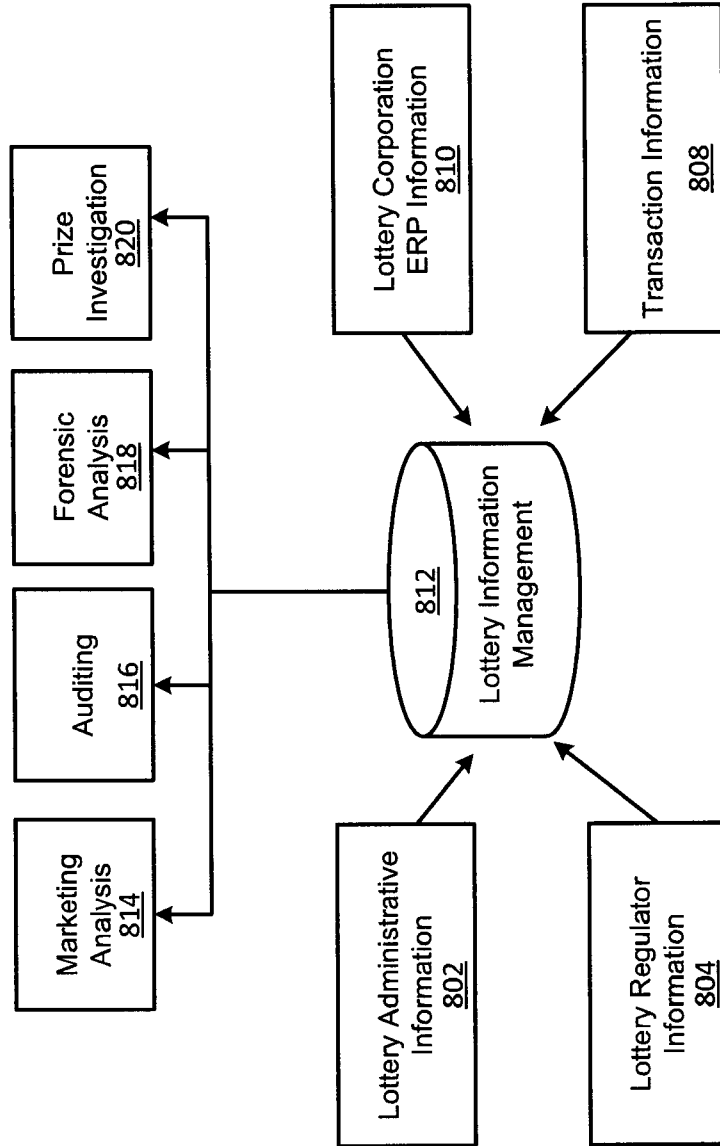 Marketing
Analysis
814
Auditing
816
Forensic
Analysis
818
Prize
Investigation
820
812
Lottery Information
Management
Lottery Administrative
Information
802
Lottery Corporation
ERP Information
810
Lottery Regulator
Information
804
Transaction Information
808